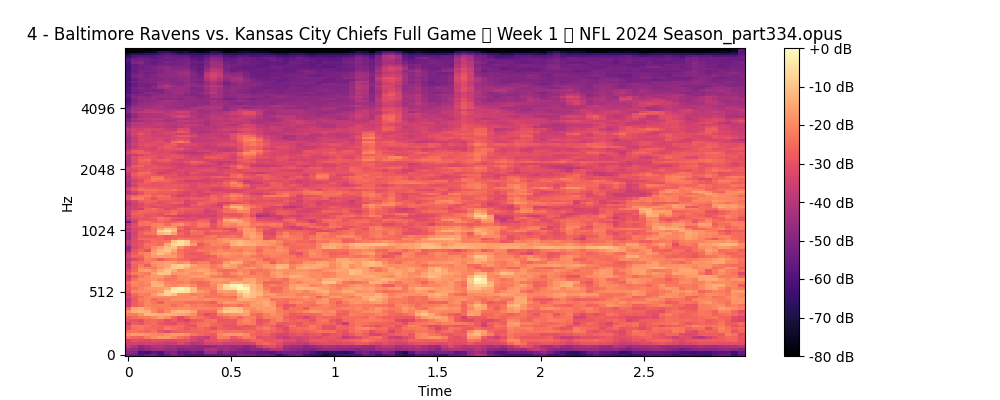 4 - Baltimore Ravens vs. Kansas City Chiefs Full Game ▯ Week 1 ▯ NFL 2024 Season_part334.opus
+0 dB
-10 dB
-20 dB
-30 dB
-40 dB
-50 dB
-60 dB
-70 dB
-80 dB
4096
2048
1024
512
0
Hz
0
0.5
1
1.5
2
2.5
Time